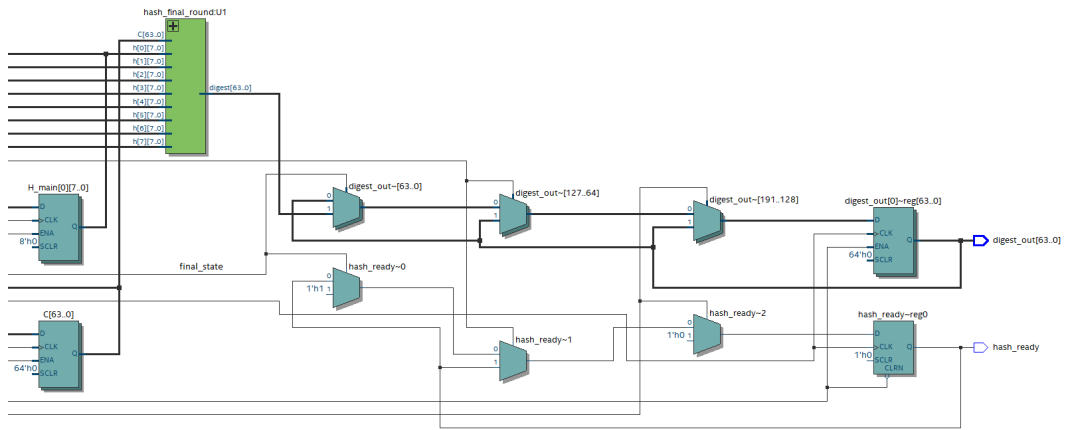 hash_final_round:U1
C[63..0]
h[0][7..0]
h[1][7..0]
h[2][7..0]
h[3][7..0]
h[4][7..0]
h[5][7..0]
h[6][7..0]
h[7][7..0]
digest[63..0]
H_main[0][7..0]
D
CLK
ENA
8'h0
SCLR
Q
digest_out~[63..0]
0
1
digest_out~[127..64]
0
1
digest_out~[191..128]
0
1
digest_out[0]~reg[63..0]
D
CLK
ENA
64'h0
SCLR
Q
digest_out[63..0]
final_state
hash_ready~0
0
1'h1
1
C[63..0]
D
CLK
ENA
64'h0
SCLR
Q
hash_ready~1
0
1
hash_ready~2
0
1'h0
1
hash_ready~reg0
D
CLK
1'h0
SCLR
CLRN
Q
hash_ready